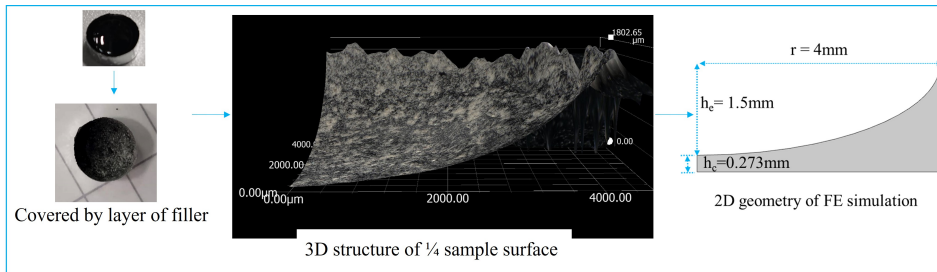 Covered by layer of filler
1802.65
µm
4000.
2000.00
0.00µm
0.00µm
2000.00
4000.00
0.00
3D structure of ¼ sample surface
r = 4mm
hₑ= 1.5mm
h꜀=0.273mm
2D geometry of FE simulation